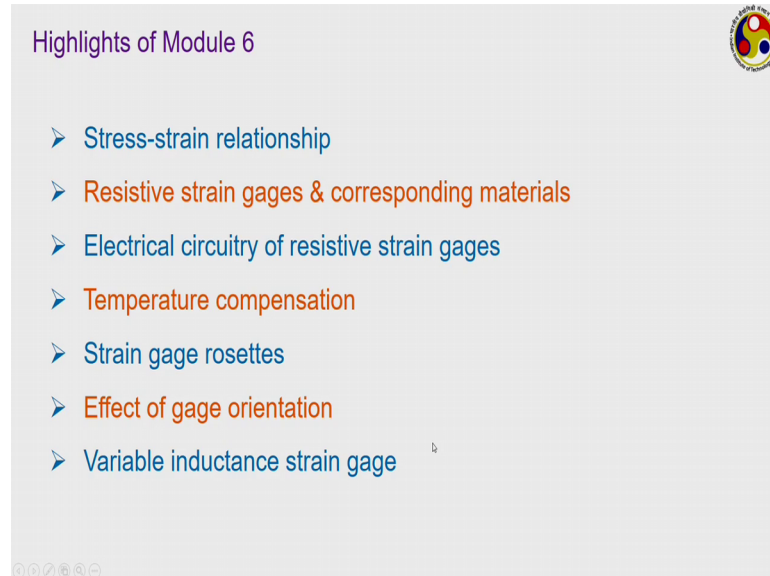 Highlights of Module 6
Stress-strain relationship
Resistive strain gages & corresponding materials
Electrical circuitry of resistive strain gages
Temperature compensation
Strain gage rosettes
Effect of gage orientation
Variable inductance strain gage